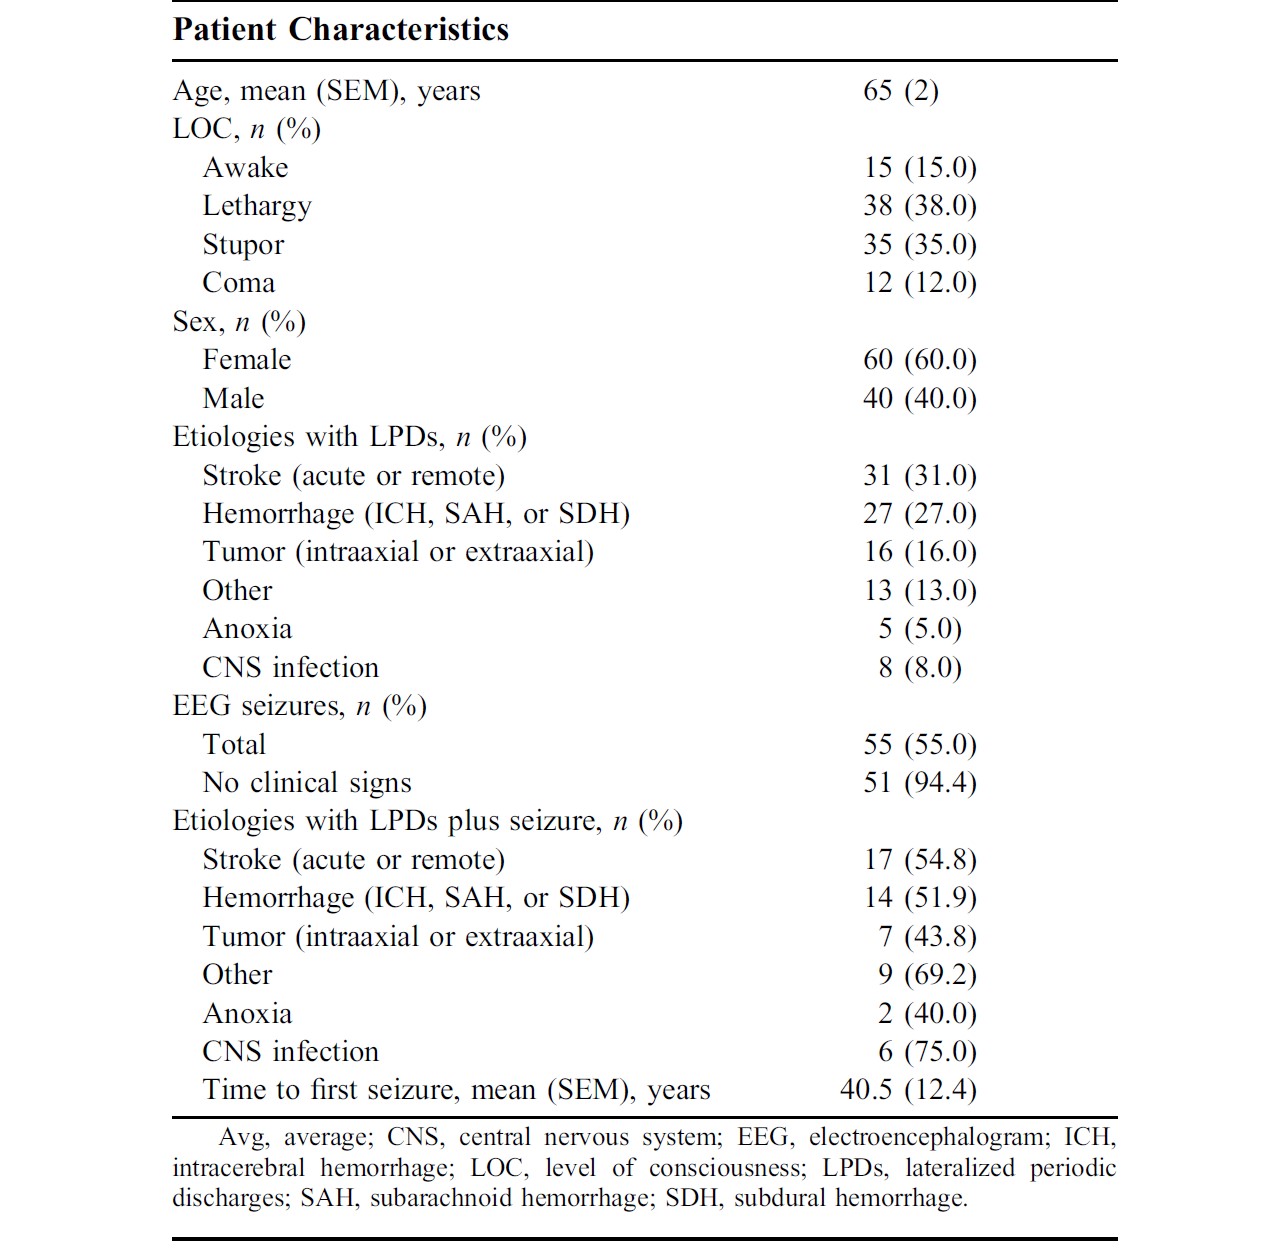 Patient Characteristics
Age, mean (SEM), years 65 (2)
LOC, n (%)
Awake 15 (15.0)
Lethargy 38 (38.0)
Stupor 35 (35.0)
Coma 12 (12.0)
Sex, n (%)
Female 60 (60.0)
Male 40 (40.0)
Etiologies with LPDs, n (%)
Stroke (acute or remote) 31 (31.0)
Hemorrhage (ICH, SAH, or SDH) 27 (27.0)
Tumor (intraaxial or extraaxial) 16 (16.0)
Other 13 (13.0)
Anoxia 5 (5.0)
CNS infection 8 (8.0)
EEG seizures, n (%)
Total 55 (55.0)
No clinical signs 51 (94.4)
Etiologies with LPDs plus seizure, n (%)
Stroke (acute or remote) 17 (54.8)
Hemorrhage (ICH, SAH, or SDH) 14 (51.9)
Tumor (intraaxial or extraaxial) 7 (43.8)
Other 9 (69.2)
Anoxia 2 (40.0)
CNS infection 6 (75.0)
Time to first seizure, mean (SEM), years 40.5 (12.4)
Avg, average; CNS, central nervous system; EEG, electroencephalogram; ICH,
intracerebral hemorrhage; LOC, level of consciousness; LPDs, lateralized periodic
discharges; SAH, subarachnoid hemorrhage; SDH, subdural hemorrhage.